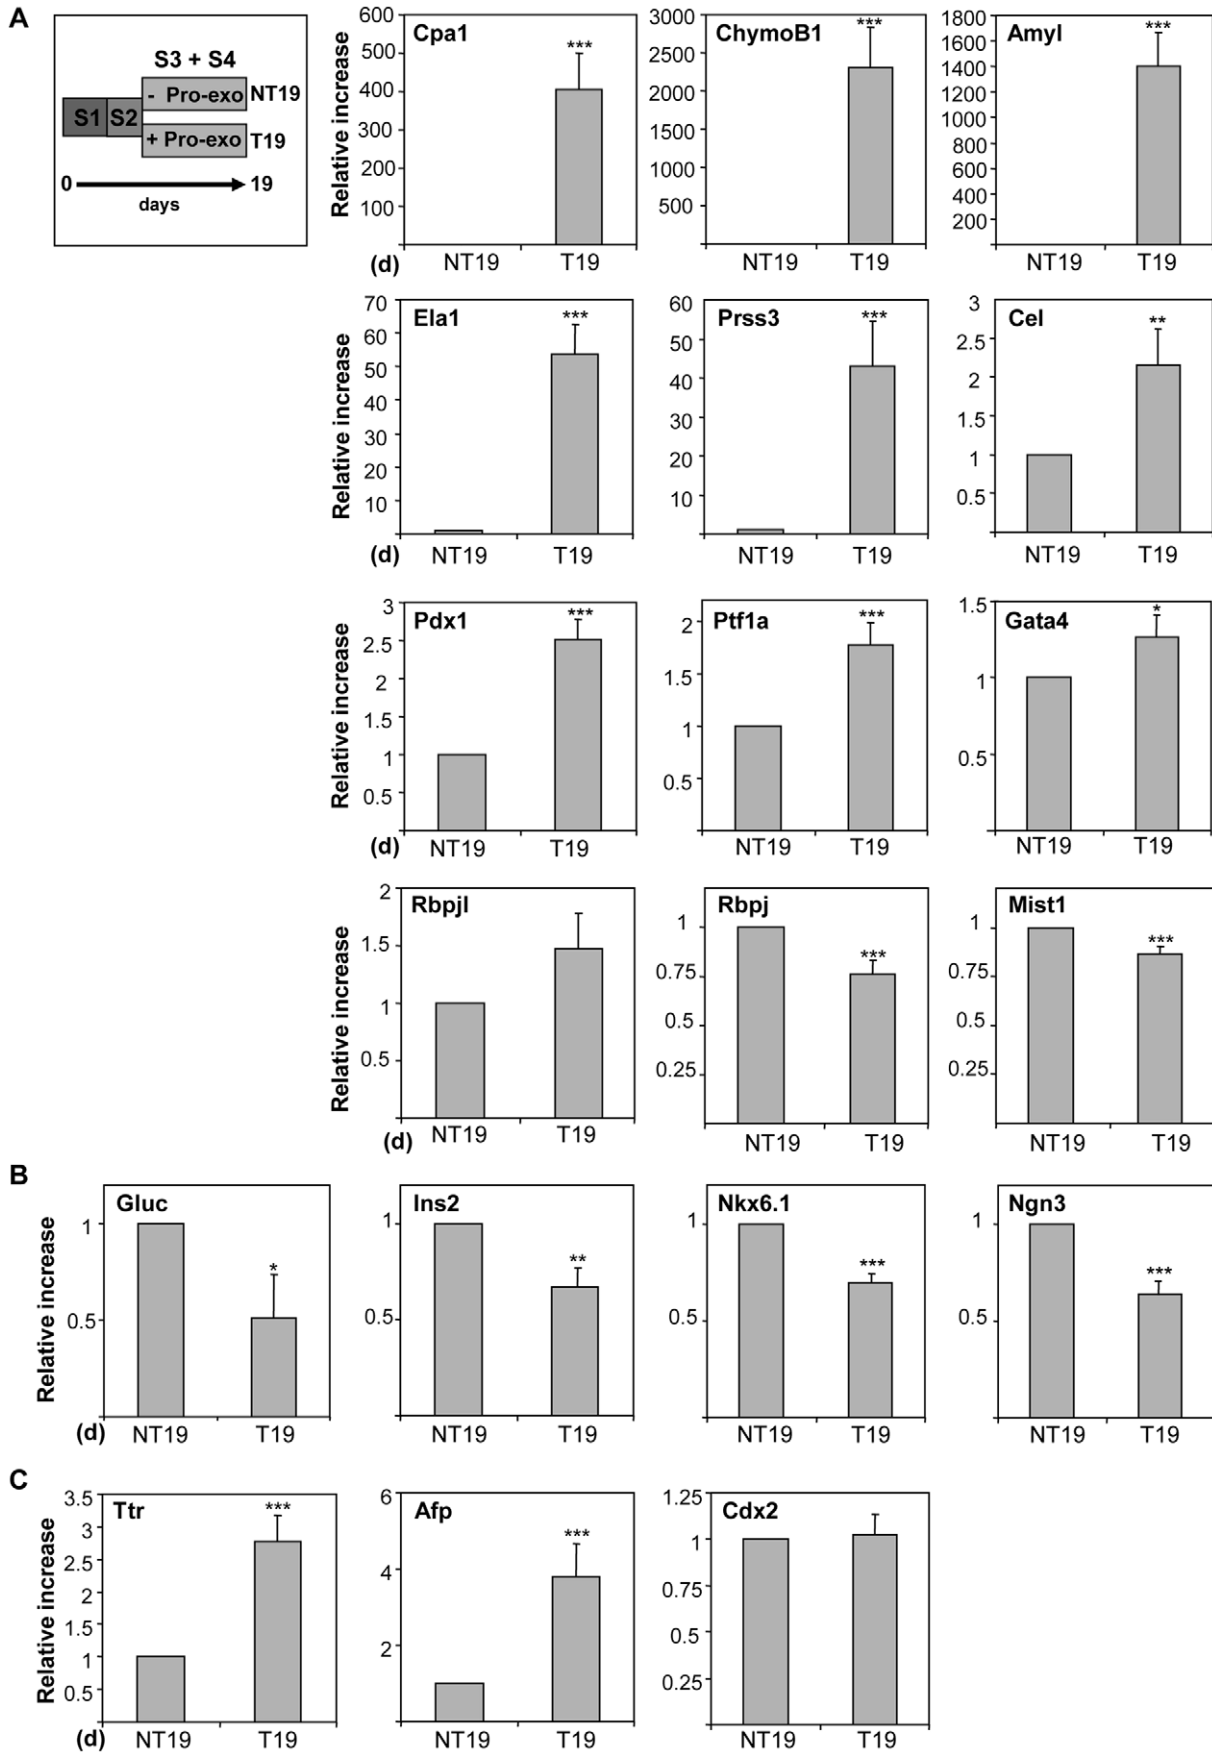 A
S3 + S4
- Pro-exo NT19
S1 S2
+ Pro-exo T19
0 19
days
Relative increase
Cpa1
600
500
400
300
200
100
***
(d) NT19 T19
ChymoB1
3000
2500
2000
1500
1000
500
***
NT19 T19
Amyl
1800
1600
1400
1200
1000
800
600
400
200
***
NT19 T19
Relative increase
Ela1
70
60
50
40
30
20
10
***
(d) NT19 T19
Prss3
60
50
40
30
20
10
***
NT19 T19
Cel
3
2.5
2
1.5
1
0.5
**
NT19 T19
Relative increase
Pdx1
3
2.5
2
1.5
1
0.5
***
(d) NT19 T19
Ptf1a
2
1.5
1
0.5
***
NT19 T19
Gata4
1.5
1
0.5
*
NT19 T19
Relative increase
Rbpjl
2
1.5
1
0.5
(d) NT19 T19
Rbpj
1
0.75
0.5
0.25
***
NT19 T19
Mist1
1
0.75
0.5
0.25
***
NT19 T19
B
Relative increase
Gluc
1
0.5
*
(d) NT19 T19
Ins2
1
0.5
**
NT19 T19
Nkx6.1
1
0.5
***
NT19 T19
Ngn3
1
0.5
***
NT19 T19
C
Relative increase
Ttr
3.5
3
2.5
2
1.5
1
0.5
***
(d) NT19 T19
Afp
6
4
2
***
NT19 T19
Cdx2
1.25
1
0.75
0.5
0.25
NT19 T19